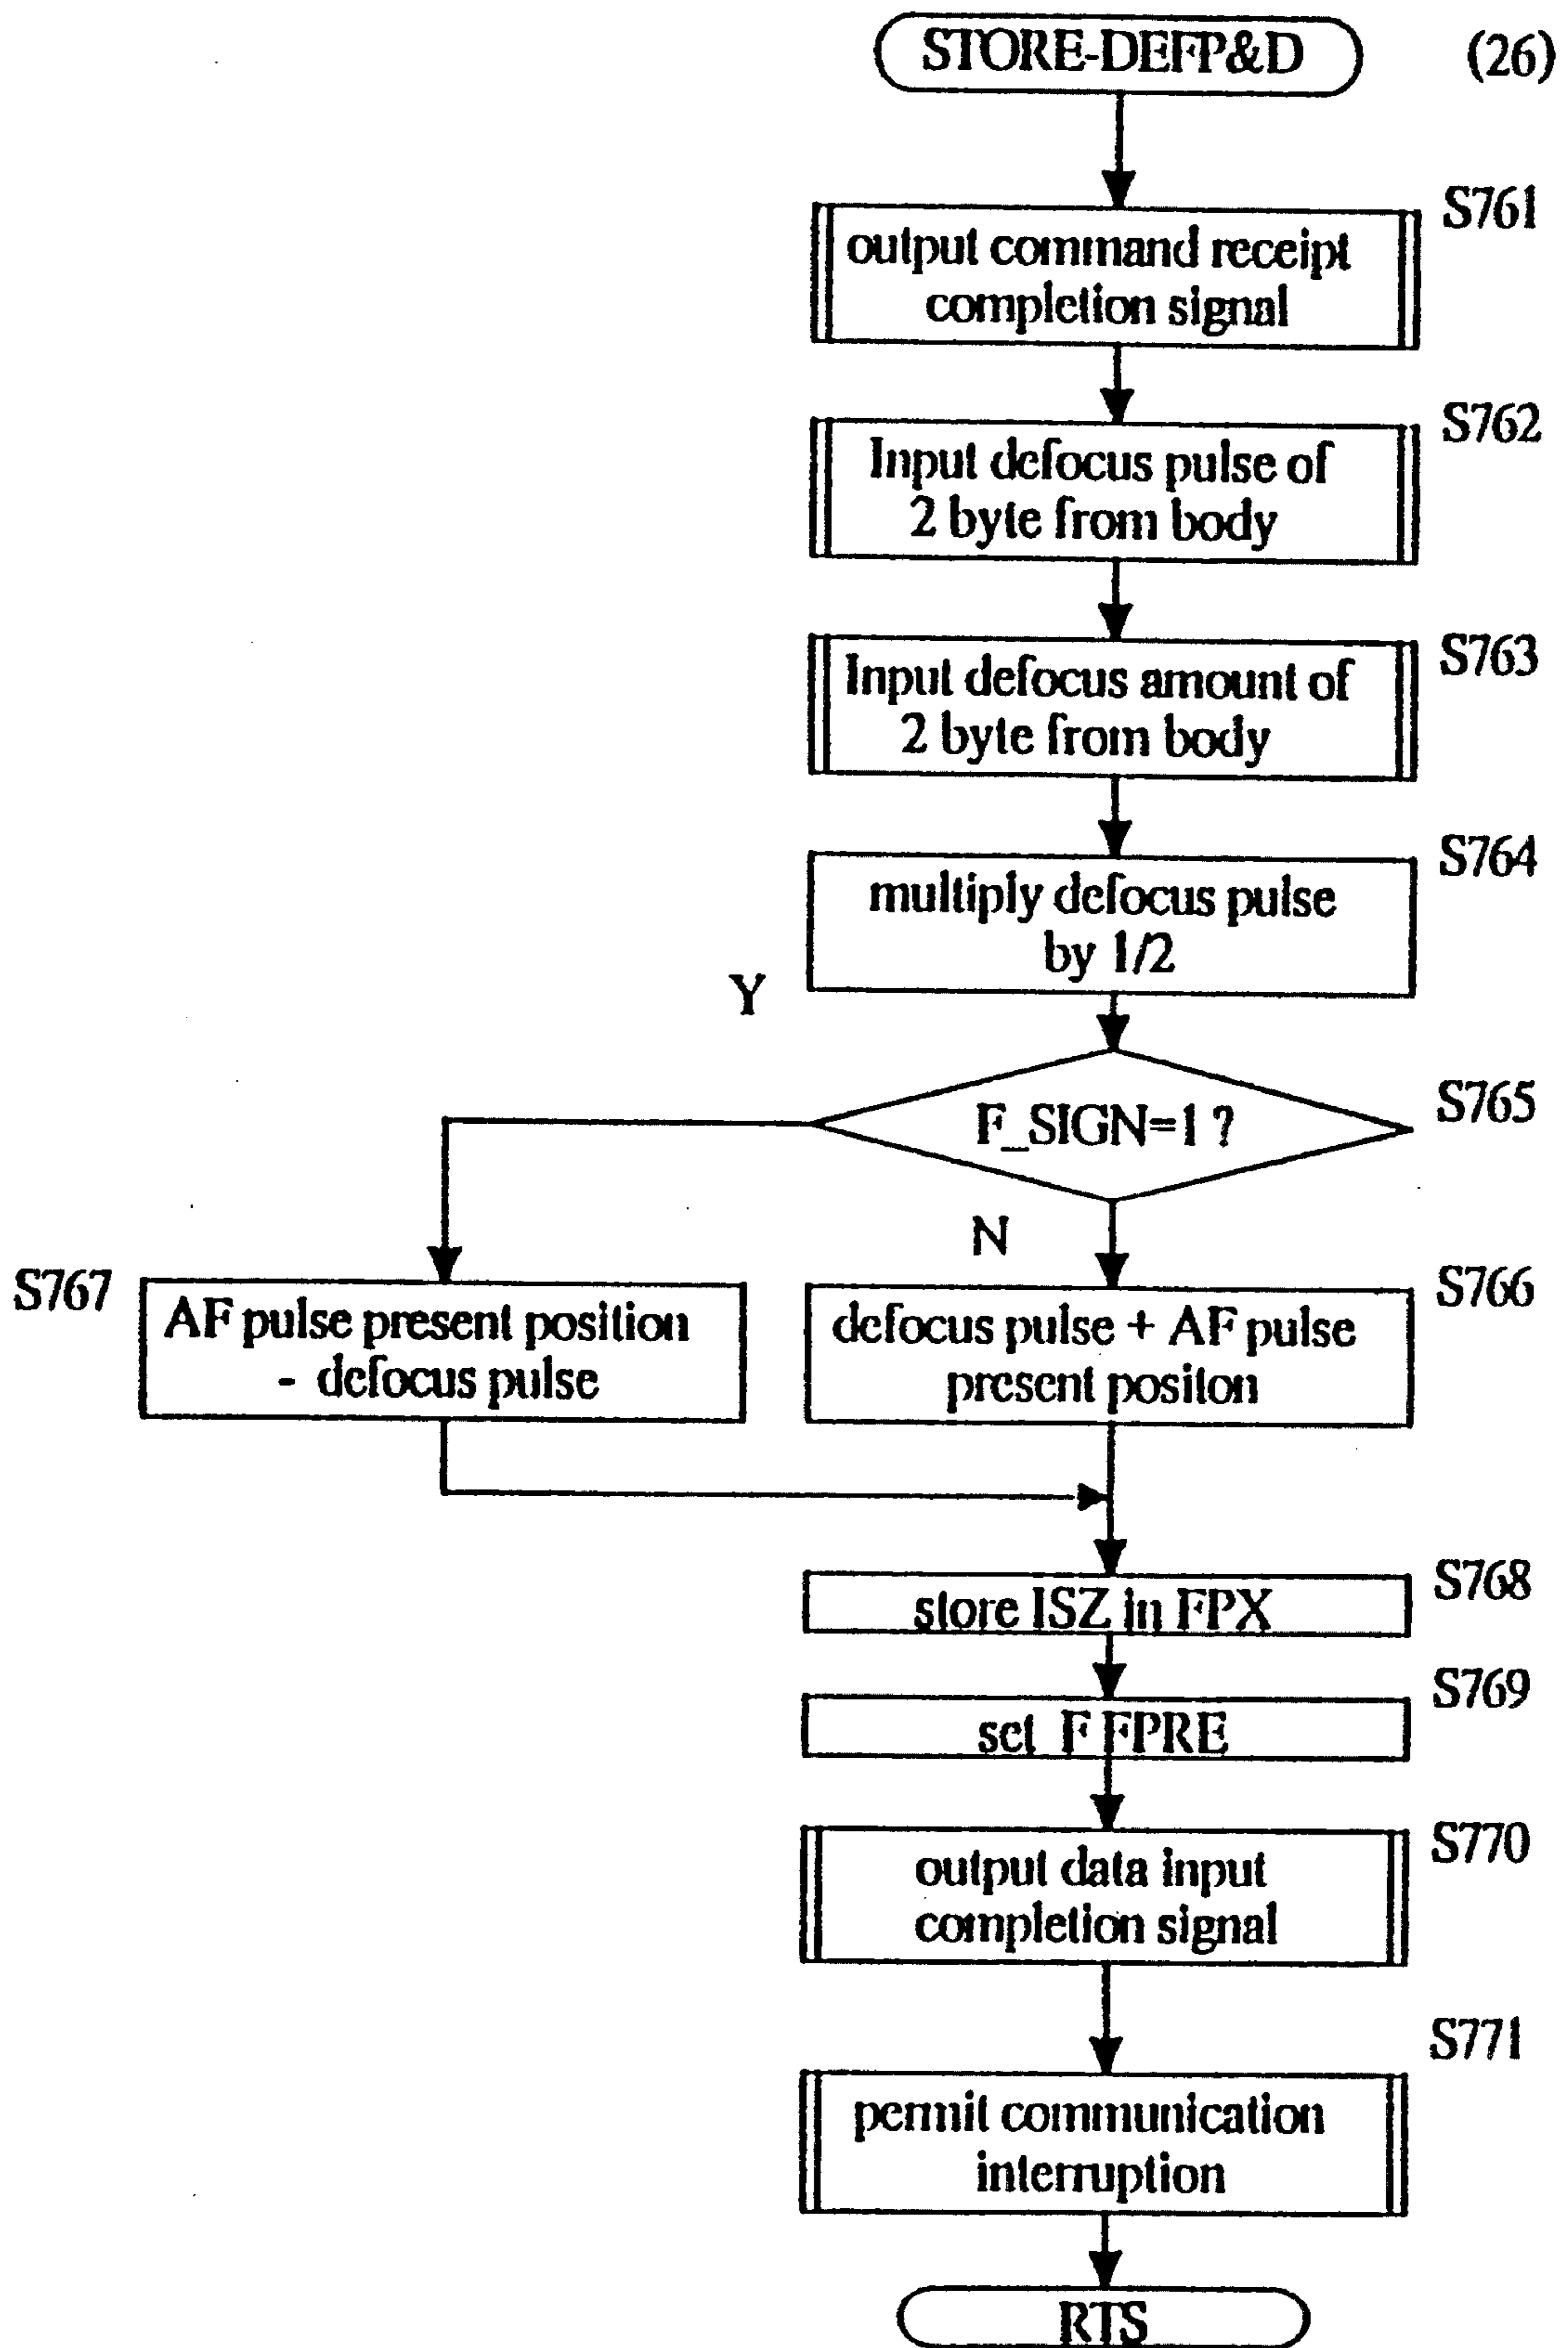 STORE-DEFP&D
(26)
S761
output command receipt
completion signal
S762
Input defocus pulse of
2 byte from body
S763
Input defocus amount of
2 byte from body
S764
multiply defocus pulse
by 1/2
Y
S765
F_SIGN=1 ?
N
S767
AF pulse present position
- defocus pulse
S766
defocus pulse + AF pulse
present positon
S768
store ISZ in FPX
S769
set F FPRE
S770
output data input
completion signal
S771
permit communication
interruption
RTS